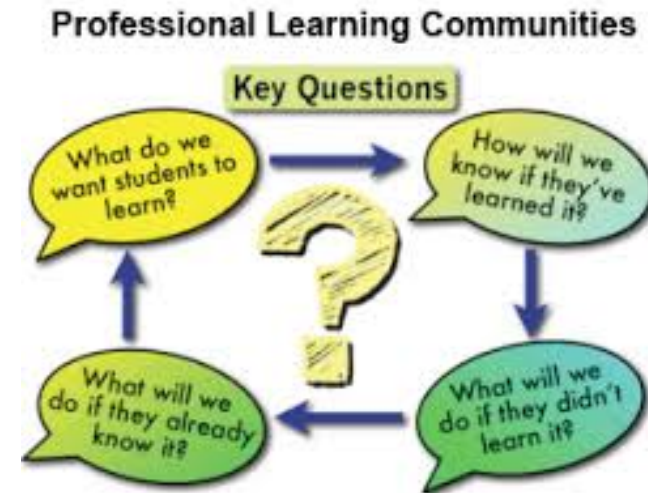 Professional Learning Communities
Key Questions
What do we
want students to
learn?
How will we
know if they've
learned it?
What will we
do if they didn't
learn it?
What will we
do if they already
know it?